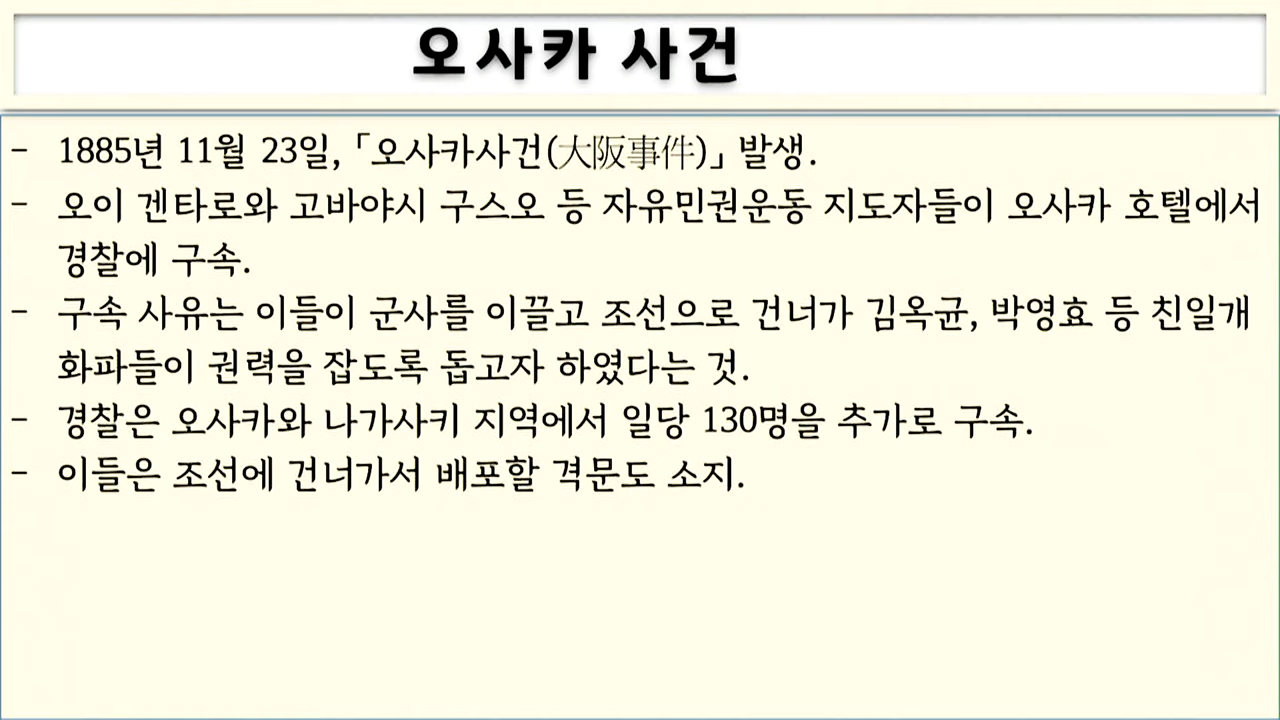 오사카 사건
- 1885년 11월 23일, 「오사카사건(大阪事件)」 발생.
- 오이 겐타로와 고바야시 구스오 등 자유민권운동 지도자들이 오사카 호텔에서
경찰에 구속.
- 구속 사유는 이들이 군사를 이끌고 조선으로 건너가 김옥균, 박영효 등 친일개
화파들이 권력을 잡도록 돕고자 하였다는 것.
- 경찰은 오사카와 나가사키 지역에서 일당 130명을 추가로 구속.
- 이들은 조선에 건너가서 배포할 격문도 소지.